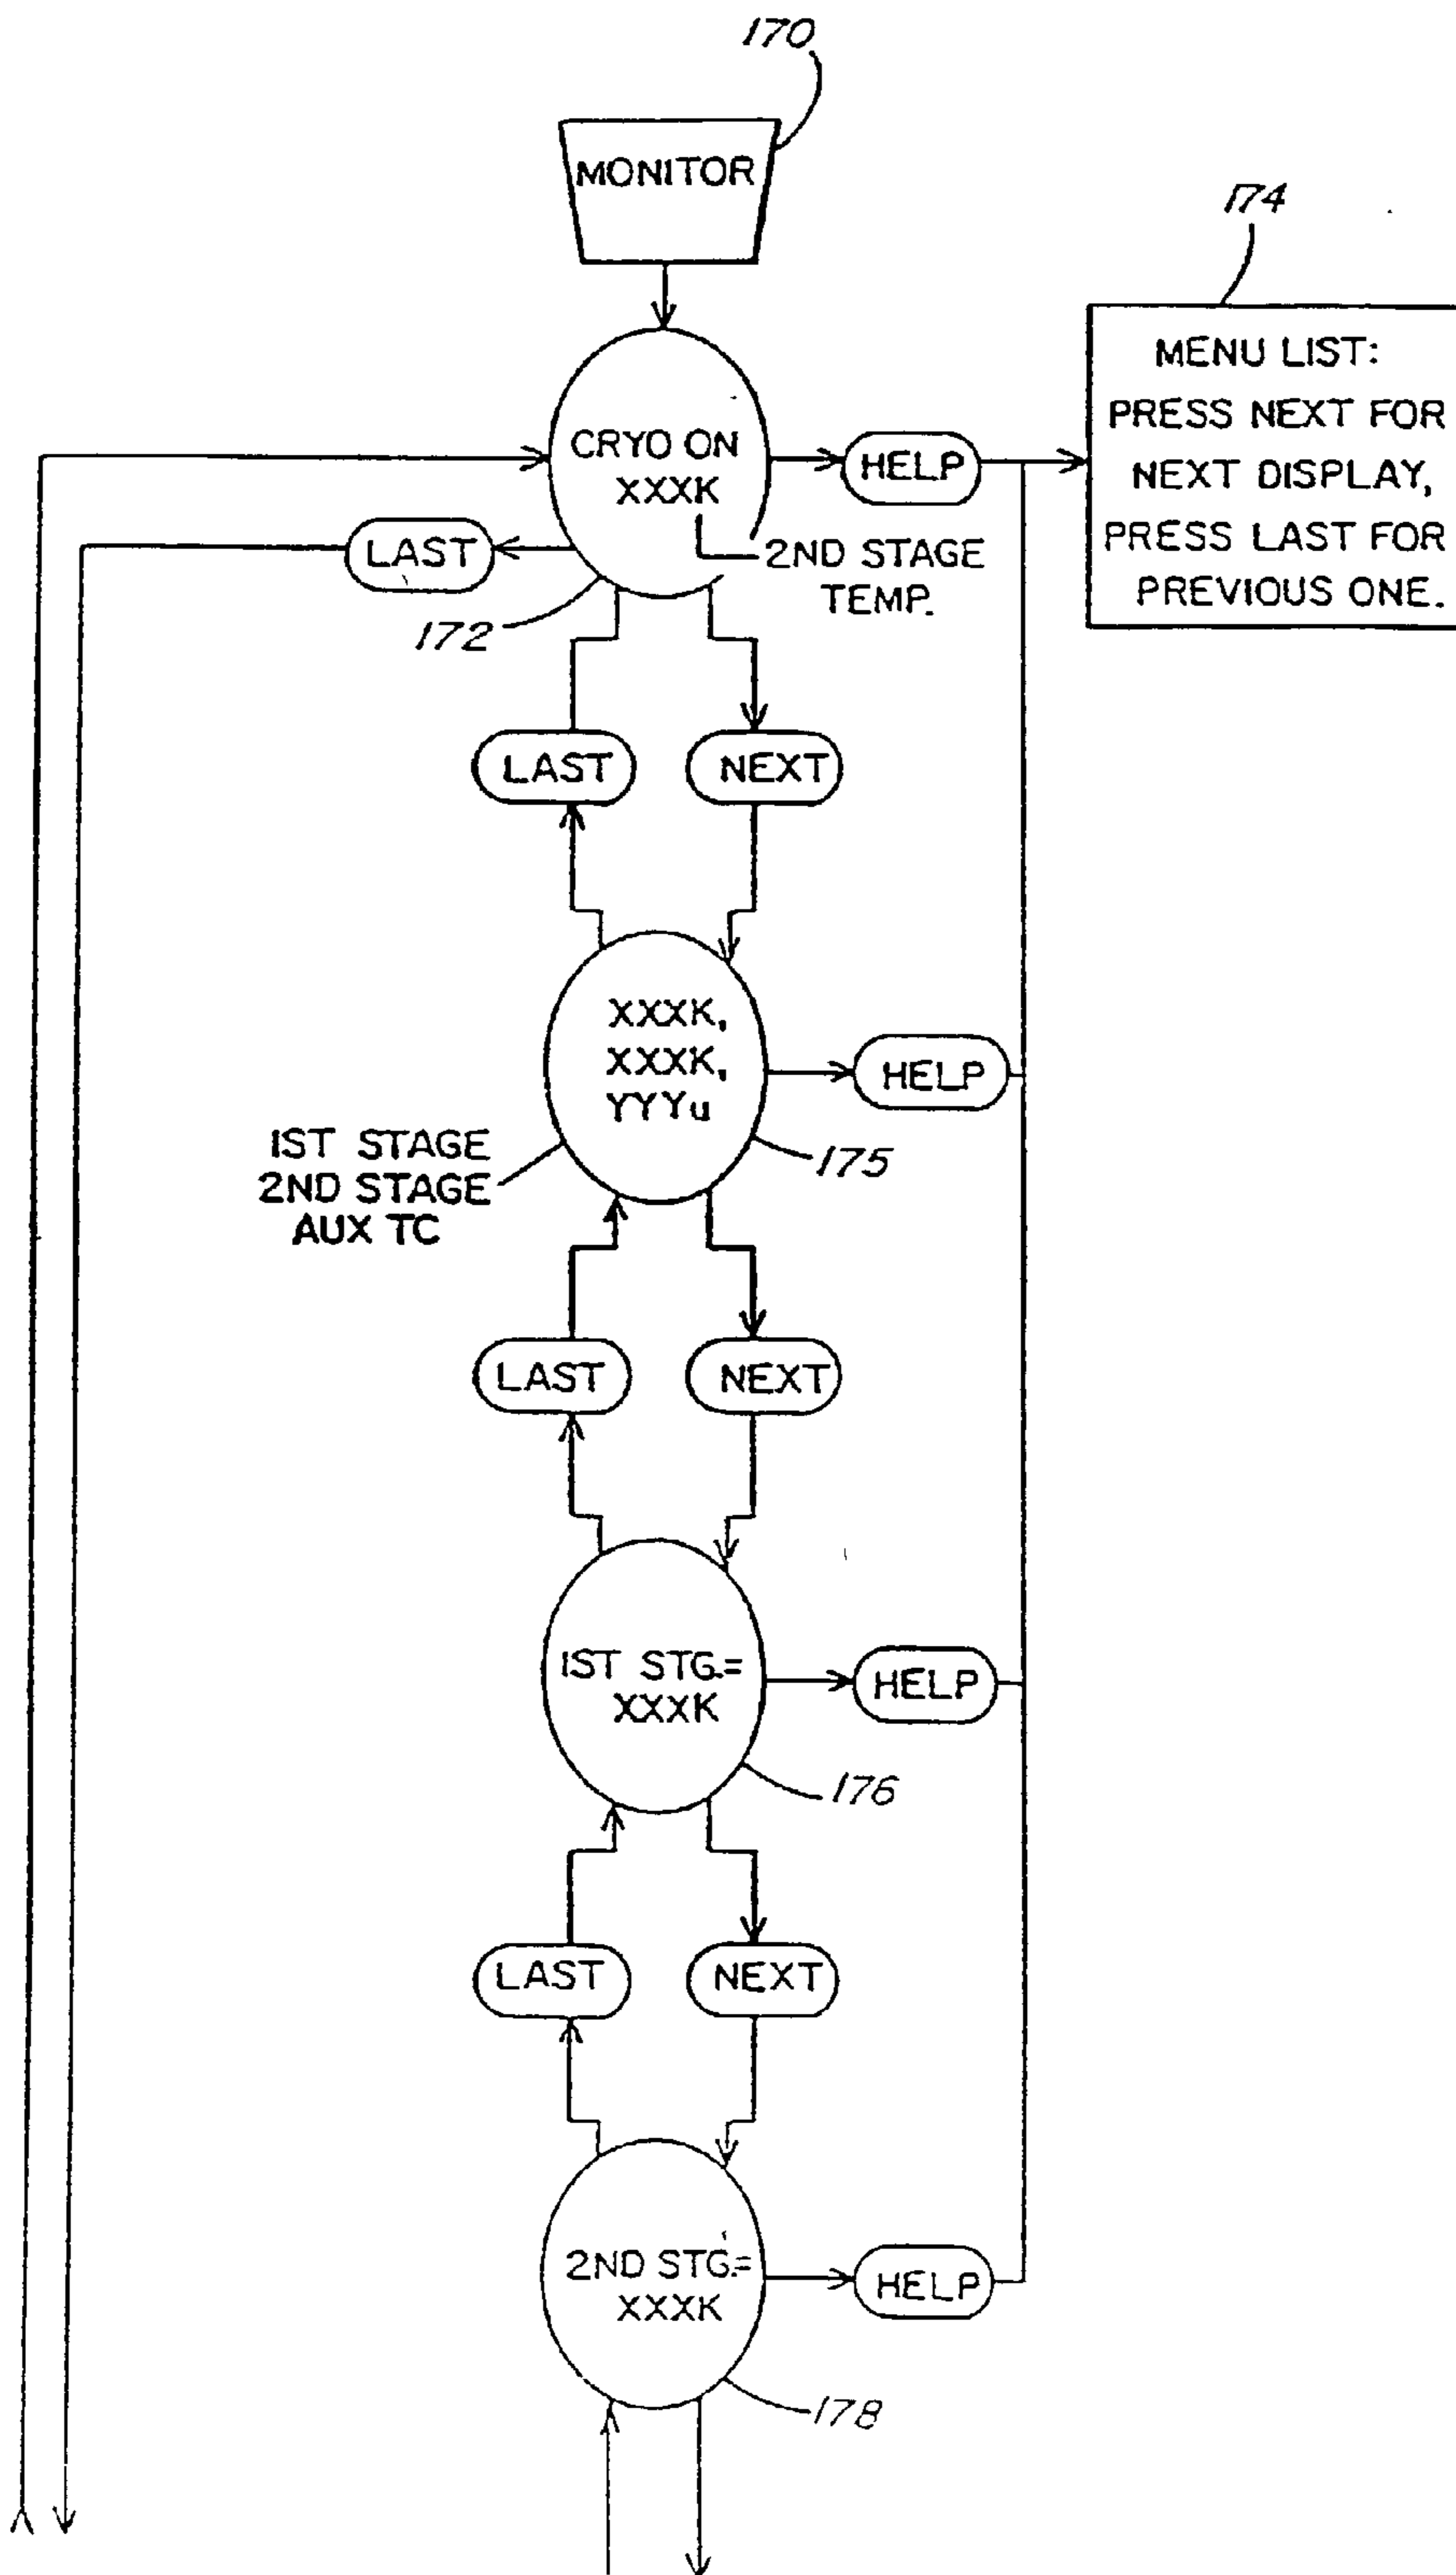 170
MONITOR
174
MENU LIST:
PRESS NEXT FOR
NEXT DISPLAY,
PRESS LAST FOR
PREVIOUS ONE.
CRYO ON
XXXK
HELP
LAST
2ND STAGE
TEMP.
172
LAST
NEXT
XXXK,
XXXK,
YYYu
HELP
1ST STAGE
2ND STAGE
AUX TC
175
LAST
NEXT
1ST STG.=
XXXK
HELP
176
LAST
NEXT
2ND STG.=
XXXK
HELP
178